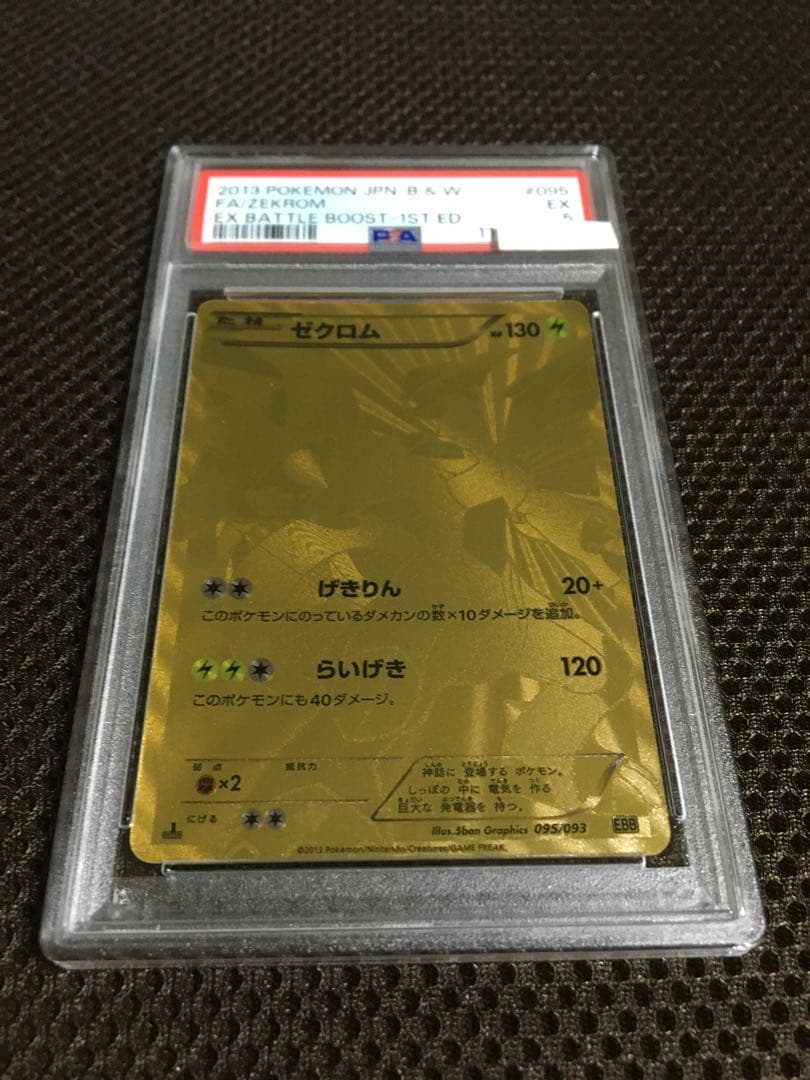 2013 POKEMON JPN. B & W #095
FA/ZEKROM EX
EX BATTLE BOOST-1ST ED 5
PSA 1
たね ゼクロム HP130
げきりん 20+
このポケモンにのっているダメカンの数×10ダメージを追加。
らいげき 120
このポケモンにも40ダメージ。
弱点 抵抗力
×2
にげる
神話に 登場する ポケモン。
しっぽの 中に 電気を 作る
巨大な 発電器を 持つ。
Illus.5ban Graphics 095/093 EBB
1
©2013 Pokémon/Nintendo/Creatures/GAME FREAK.